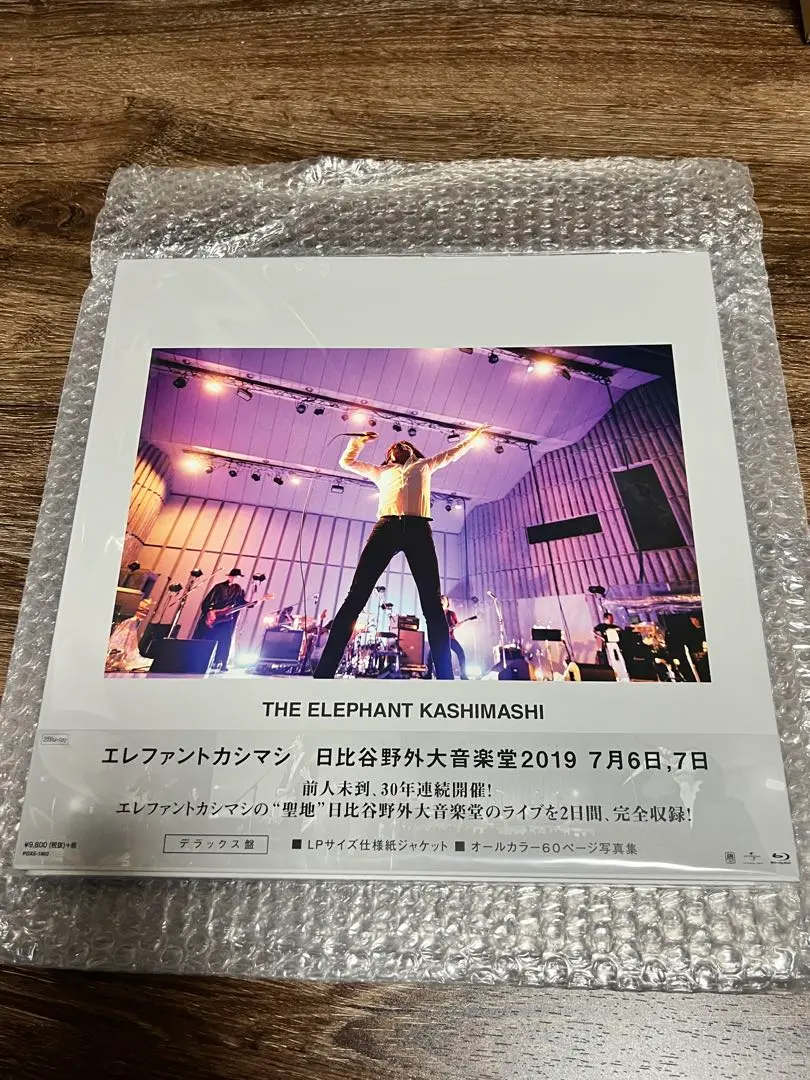 THE ELEPHANT KASHIMASHI
2Blu-ray
エレファントカシマシ 日比谷野外大音楽堂2019 7月6日,7日
前人未到、30年連続開催!
エレファントカシマシの“聖地”日比谷野外大音楽堂のライブを2日間、完全収録!
¥9,800(税抜)+税
デラックス盤 ■ LPサイズ仕様紙ジャケット ■ オールカラー60ページ写真集